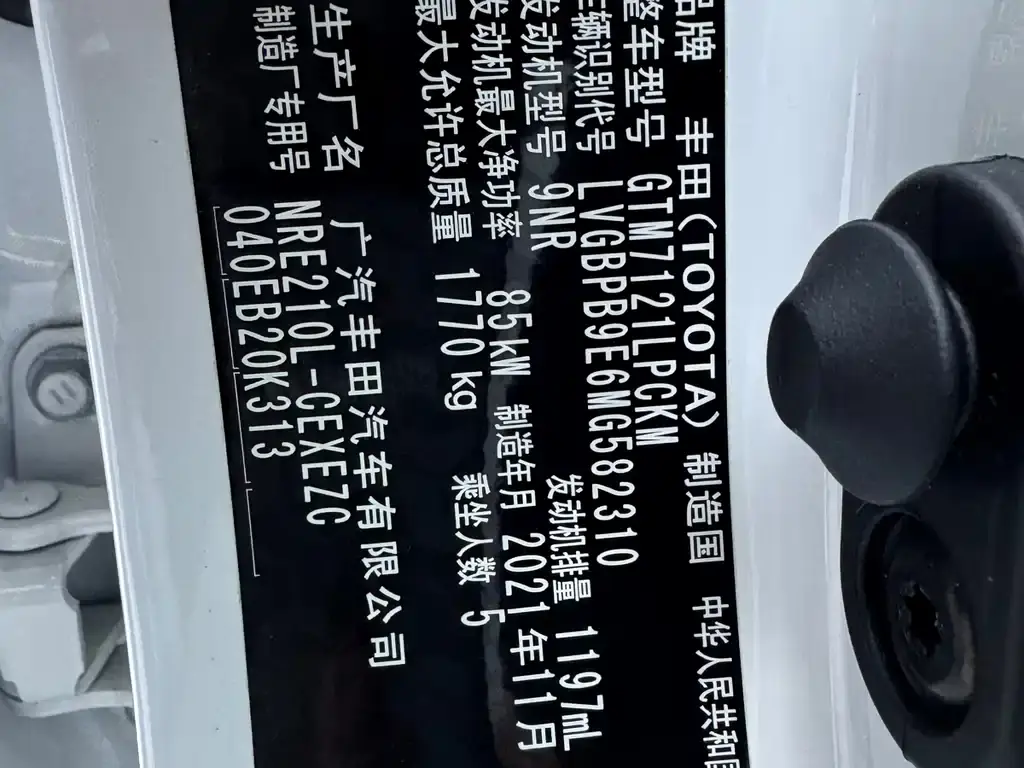 品牌 丰田(TOYOTA) 制造国 中华人民共和国
整车型号 GTM7121LPCKM
车辆识别代号 LVGBPB9E6MG582310
发动机型号 9NR 发动机排量 1197mL
发动机最大净功率 85kW 制造年月 2021年11月
最大允许总质量 1770kg 乘坐人数 5
生产厂名 广汽丰田汽车有限公司
制造厂专用号 NRE210L-CEXEZC
040EB20K313